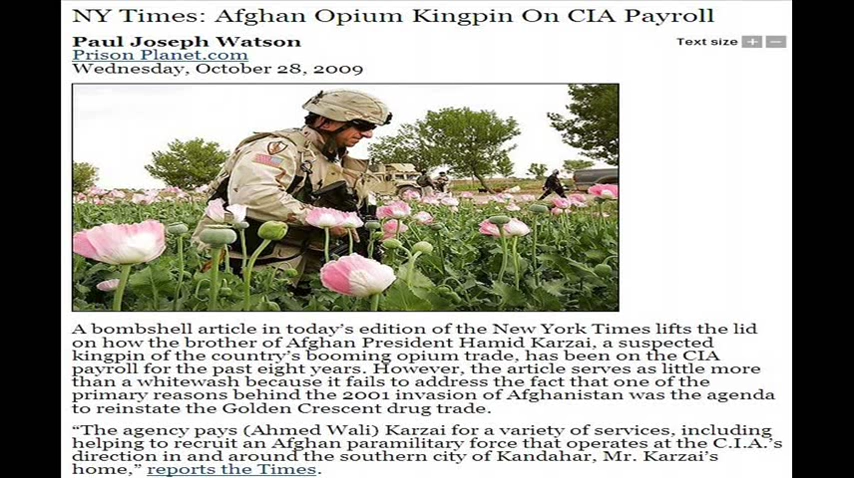 NY Times: Afghan Opium Kingpin On CIA Payroll
Paul Joseph Watson
Text size + −
Prison Planet.com
Wednesday, October 28, 2009
A bombshell article in today's edition of the New York Times lifts the lid
on how the brother of Afghan President Hamid Karzai, a suspected
kingpin of the country's booming opium trade, has been on the CIA
payroll for the past eight years. However, the article serves as little more
than a whitewash because it fails to address the fact that one of the
primary reasons behind the 2001 invasion of Afghanistan was the agenda
to reinstate the Golden Crescent drug trade.
“The agency pays (Ahmed Wali) Karzai for a variety of services, including
helping to recruit an Afghan paramilitary force that operates at the C.I.A.'s
direction in and around the southern city of Kandahar, Mr. Karzai's
home,” reports the Times.